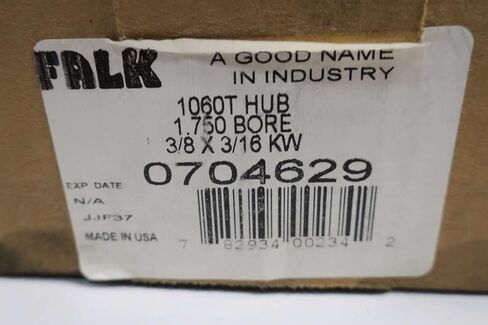 FALK
A GOOD NAME
IN INDUSTRY
1060T HUB
1.750 BORE
3/8 X 3/16 KW
0704629
EXP DATE
N/A
JJF37
MADE IN USA
7 82934 00234 2